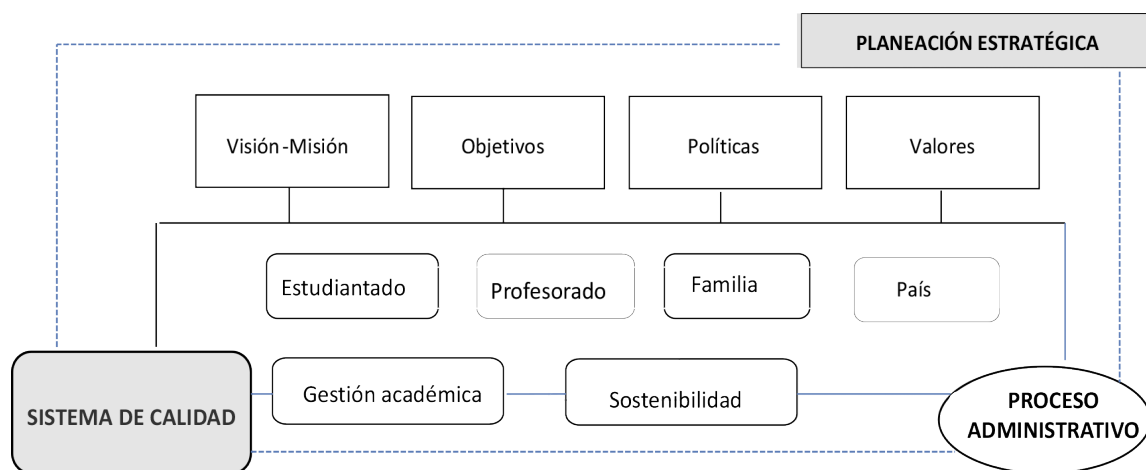 PLANEACIÓN ESTRATÉGICA
Visión-Misión
Objetivos
Políticas
Valores
Estudiantado
Profesorado
Familia
País
Gestión académica
Sostenibilidad
SISTEMA DE CALIDAD
PROCESO
ADMINISTRATIVO